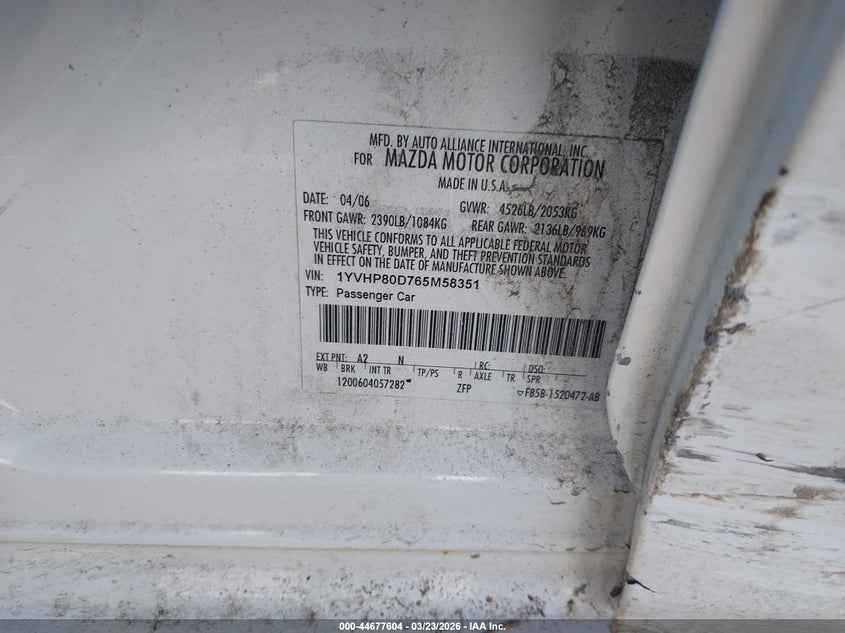 MFD. BY AUTO ALLIANCE INTERNATIONAL, INC.
FOR MAZDA MOTOR CORPORATION
MADE IN U.S.A.
DATE: 04/06 GVWR: 4526LB/2053KG
FRONT GAWR: 2390LB/1084KG REAR GAWR: 2136LB/969KG
THIS VEHICLE CONFORMS TO ALL APPLICABLE FEDERAL MOTOR
VEHICLE SAFETY, BUMPER, AND THEFT PREVENTION STANDARDS
IN EFFECT ON THE DATE OF MANUFACTURE SHOWN ABOVE.
VIN: 1YVHP80D765M58351
TYPE: Passenger Car
EXT PNT: A2 N RC: DSO:
WB BRK INT TR TP/PS R AXLE TR SPR
1200604057282 ZFP FB5B-1520472-AB
000-44677604 | 03/23/2026 | IAA Inc.